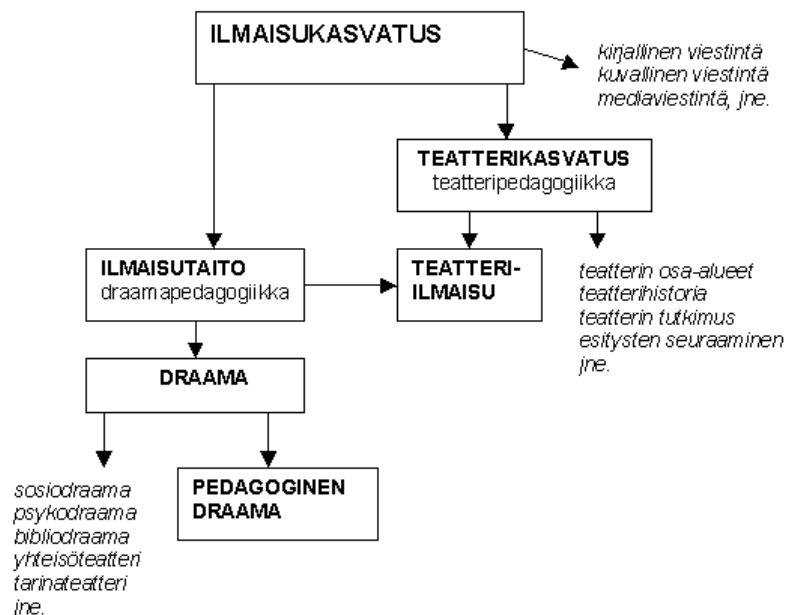 ILMAISUKASVATUS
kirjallinen viestintä
kuvallinen viestintä
mediaviestintä, jne.
TEATTERIKASVATUS
teatteripedagogiikka
ILMAISUTAITO
draamapedagogiikka
TEATTERI-
ILMAISU
teatterin osa-alueet
teatterihistoria
teatterin tutkimus
esitysten seuraaminen
jne.
DRAAMA
sosiodraama
psykodraama
bibliodraama
yhteisöteatteri
tarinateatteri
jne.
PEDAGOGINEN
DRAAMA